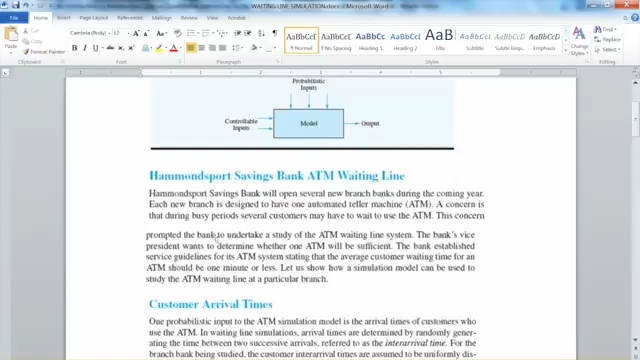 WAITING LINE SIMULATION.docx - Microsoft Word
File
Home
Insert
Page Layout
References
Mailings
Review
View
Paste
Cambria (Body)
12
AaBbCcI
AaBbCcI
AaBbC
AaBbCc
AaB
AaBbCc.
AaBbCcI
¶ Normal
¶ No Spacing
Heading 1
Heading 2
Title
Subtitle
Emphasis
Change
Styles
Find
Replace
Select
Clipboard
Font
Paragraph
Styles
Editing
Probabilistic
Inputs
Controllable
Inputs
Model
Output
Hammondsport Savings Bank ATM Waiting Line
Hammondsport Savings Bank will open several new branch banks during the coming year.
Each new branch is designed to have one automated teller machine (ATM). A concern is
that during busy periods several customers may have to wait to use the ATM. This concern
prompted the bank to undertake a study of the ATM waiting line system. The bank's vice
president wants to determine whether one ATM will be sufficient. The bank established
service guidelines for its ATM system stating that the average customer waiting time for an
ATM should be one minute or less. Let us show how a simulation model can be used to
study the ATM waiting line at a particular branch.
Customer Arrival Times
One probabilistic input to the ATM simulation model is the arrival times of customers who
use the ATM. In waiting line simulations, arrival times are determined by randomly gener-
ating the time between two successive arrivals, referred to as the interarrival time. For the
branch bank being studied, the customer interarrival times are assumed to be uniformly dis-